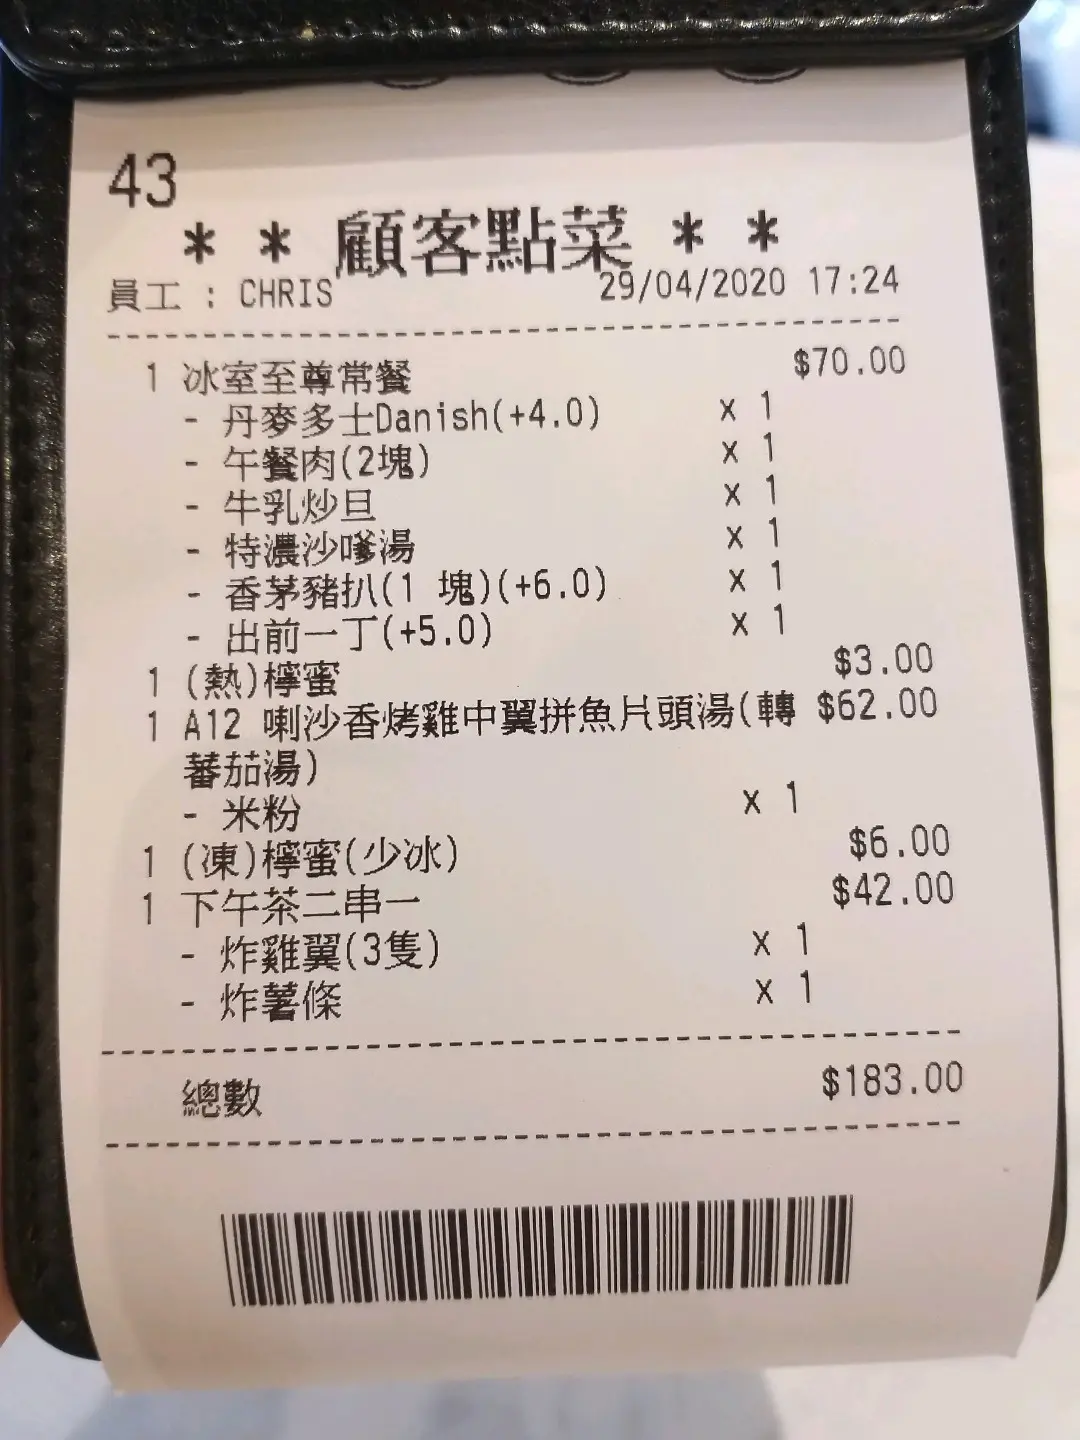 43
* * 顧客點菜 * *
員工 : CHRIS 29/04/2020 17:24
1 冰室至尊常餐 $70.00
- 丹麥多士Danish(+4.0) x 1
- 午餐肉(2塊) x 1
- 牛乳炒旦 x 1
- 特濃沙嗲湯 x 1
- 香茅豬扒(1 塊)(+6.0) x 1
- 出前一丁(+5.0) x 1
1 (熱)檸蜜 $3.00
1 A12 喇沙香烤雞中翼拼魚片頭湯(轉 $62.00
蕃茄湯)
- 米粉 x 1
1 (凍)檸蜜(少冰) $6.00
1 下午茶二串一 $42.00
- 炸雞翼(3隻) x 1
- 炸薯條 x 1
總數 $183.00